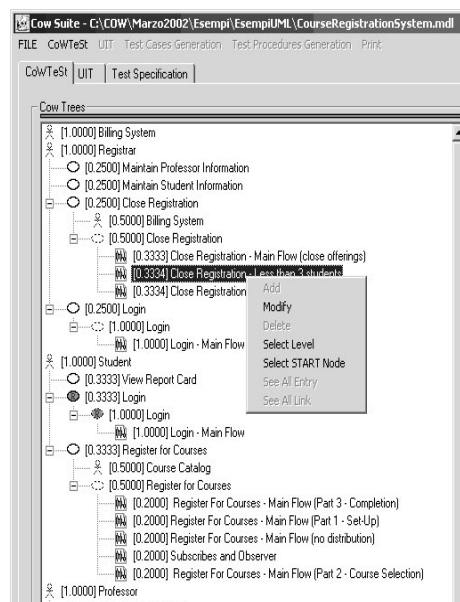 Cow Suite - C:\COW\Marzo2002\Esempi\EsempiUML\CourseRegistrationSystem.mdl
FILE CoWTeSt UIT Test Cases Generation Test Procedures Generation Print
CoWTeSt UIT Test Specification
Cow Trees
[1.0000] Billing System
[1.0000] Registrar
[0.2500] Maintain Professor Information
[0.2500] Maintain Student Information
[0.2500] Close Registration
[0.5000] Billing System
[0.5000] Close Registration
[0.3333] Close Registration - Main Flow (close offerings)
[0.3334] Close Registration - Less than 3 students
[0.3334] Close Registration
Add
Modify
Delete
Select Level
Select START Node
See All Entry
See All Link
[0.2500] Login
[1.0000] Login
[1.0000] Login - Main Flow
[1.0000] Student
[0.3333] View Report Card
[0.3333] Login
[1.0000] Login
[1.0000] Login - Main Flow
[0.3333] Register for Courses
[0.5000] Course Catalog
[0.5000] Register for Courses
[0.2000] Register For Courses - Main Flow (Part 3 - Completion)
[0.2000] Register For Courses - Main Flow (Part 1 - Set-Up)
[0.2000] Register For Courses - Main Flow (no distribution)
[0.2000] Subscribes and Observer
[0.2000] Register For Courses - Main Flow (Part 2 - Course Selection)
[1.0000] Professor